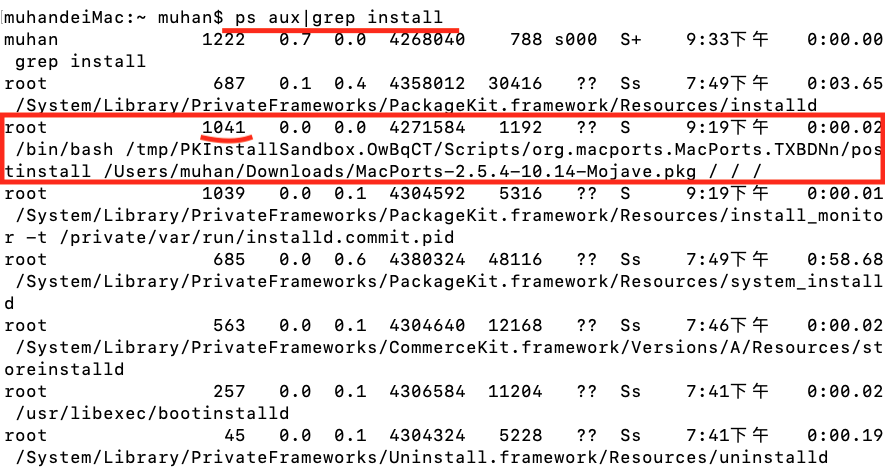 muhandeiMac:~ muhan$ ps aux|grep install
muhan 1222 0.7 0.0 4268040 788 s000 S+ 9:33下午 0:00.00
grep install
root 687 0.1 0.4 4358012 30416 ?? Ss 7:49下午 0:03.65
/System/Library/PrivateFrameworks/PackageKit.framework/Resources/installd
root 1041 0.0 0.0 4271584 1192 ?? S 9:19下午 0:00.02
/bin/bash /tmp/PKInstallSandbox.OwBqCT/Scripts/org.macports.MacPorts.TXBDNn/pos
tinstall /Users/muhan/Downloads/MacPorts-2.5.4-10.14-Mojave.pkg / / /
root 1039 0.0 0.1 4304592 5316 ?? S 9:19下午 0:00.01
/System/Library/PrivateFrameworks/PackageKit.framework/Resources/install_monito
r -t /private/var/run/installd.commit.pid
root 685 0.0 0.6 4380324 48116 ?? Ss 7:49下午 0:58.68
/System/Library/PrivateFrameworks/PackageKit.framework/Resources/system_install
d
root 563 0.0 0.1 4304640 12168 ?? Ss 7:46下午 0:00.02
/System/Library/PrivateFrameworks/CommerceKit.framework/Versions/A/Resources/st
oreinstalld
root 257 0.0 0.1 4306584 11204 ?? Ss 7:41下午 0:00.02
/usr/libexec/bootinstalld
root 45 0.0 0.1 4304324 5228 ?? Ss 7:41下午 0:00.19
/System/Library/PrivateFrameworks/Uninstall.framework/Resources/uninstalld